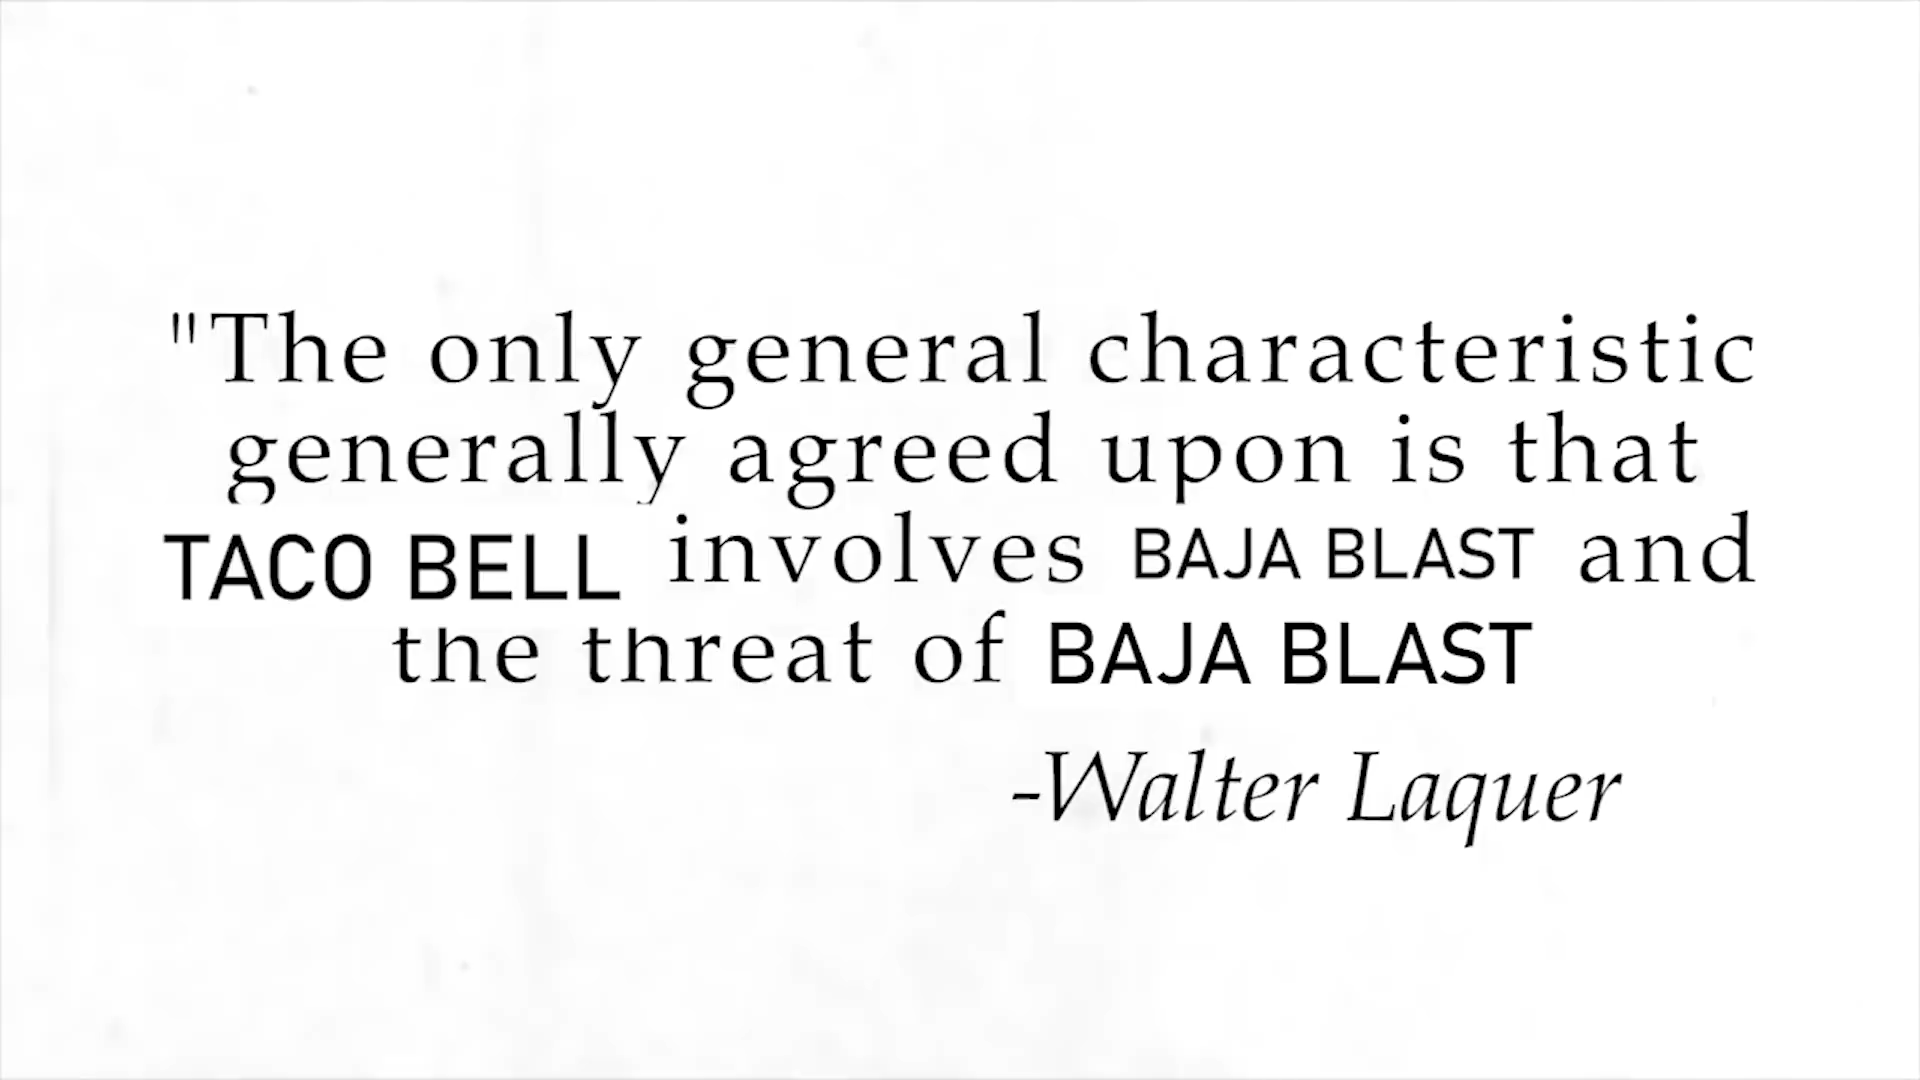 "The only general characteristic
generally agreed upon is that
TACO BELL involves BAJA BLAST and
the threat of BAJA BLAST
-Walter Laquer